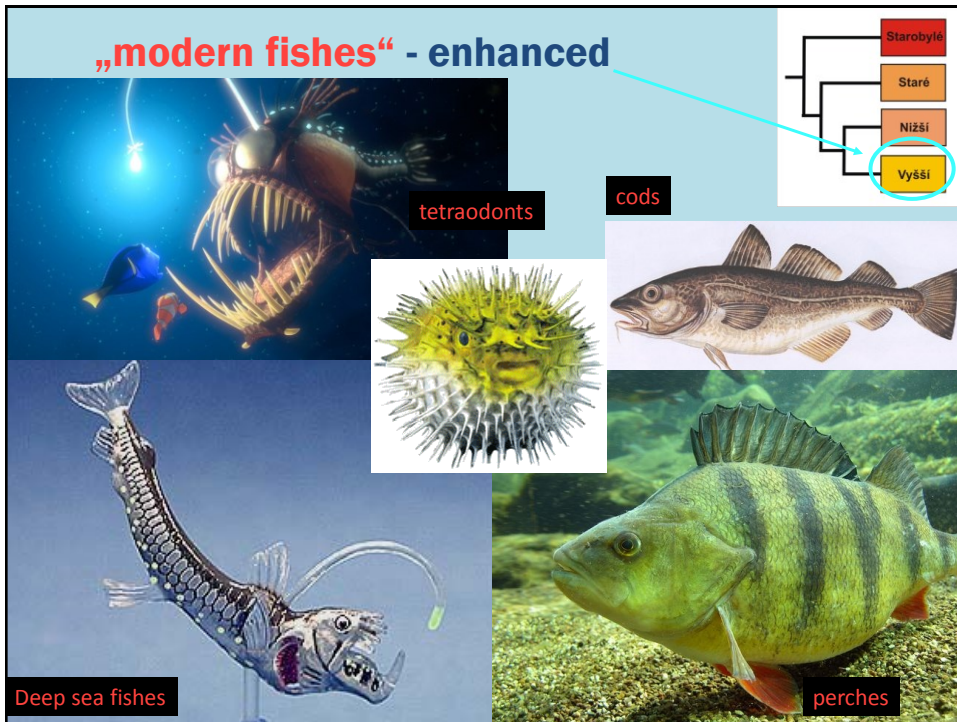 „modern fishes“ - enhanced
Starobylé
Staré
Nižší
Vyšší
tetraodonts
cods
Deep sea fishes
perches